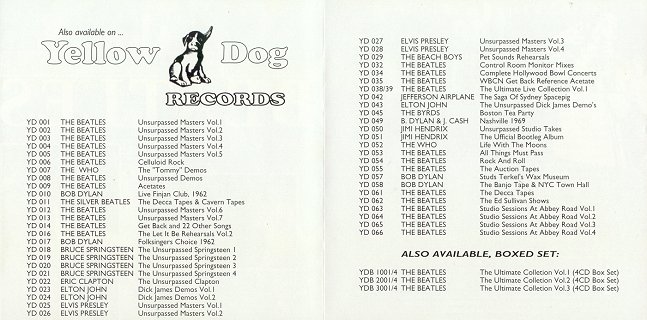 Also available on ...
Yellow Dog
RECORDS
YD 001 THE BEATLES Unsurpassed Masters Vol.1
YD 002 THE BEATLES Unsurpassed Masters Vol.2
YD 003 THE BEATLES Unsurpassed Masters Vol.3
YD 004 THE BEATLES Unsurpassed Masters Vol.4
YD 005 THE BEATLES Unsurpassed Masters Vol.5
YD 006 THE BEATLES Celluloid Rock
YD 007 THE WHO The "Tommy" Demos
YD 008 THE BEATLES Unsurpassed Demos
YD 009 THE BEATLES Acetates
YD 010 BOB DYLAN Live Finjan Club, 1962
YD 011 THE SILVER BEATLES The Decca Tapes & Cavern Tapes
YD 012 THE BEATLES Unsurpassed Masters Vol.6
YD 013 THE BEATLES Unsurpassed Masters Vol.7
YD 014 THE BEATLES Get Back and 22 Other Songs
YD 016 THE BEATLES The Let It Be Rehearsals Vol.2
YD 017 BOB DYLAN Folksingers Choice 1962
YD 018 BRUCE SPRINGSTEEN The Unsurpassed Springsteen 1
YD 019 BRUCE SPRINGSTEEN The Unsurpassed Springsteen 2
YD 020 BRUCE SPRINGSTEEN The Unsurpassed Springsteen 3
YD 021 BRUCE SPRINGSTEEN The Unsurpassed Springsteen 4
YD 022 ERIC CLAPTON The Unsurpassed Clapton
YD 023 ELTON JOHN Dick James Demos Vol.1
YD 024 ELTON JOHN Dick James Demos Vol.2
YD 025 ELVIS PRESLEY Unsurpassed Masters Vol.1
YD 026 ELVIS PRESLEY Unsurpassed Masters Vol.2
YD 027 ELVIS PRESLEY Unsurpassed Masters Vol.3
YD 028 ELVIS PRESLEY Unsurpassed Masters Vol.4
YD 029 THE BEACH BOYS Pet Sounds Rehearsals
YD 032 THE BEATLES Control Room Monitor Mixes
YD 034 THE BEATLES Complete Hollywood Bowl Concerts
YD 035 THE BEATLES WBCN Get Back Reference Acetate
YD 038/39 THE BEATLES The Ultimate Live Collection Vol.1
YD 042 JEFFERSON AIRPLANE The Saga Of Sydney Spacepig
YD 043 ELTON JOHN The Unsurpassed Dick James Demo's
YD 045 THE BYRDS Boston Tea Party
YD 049 B. DYLAN & J. CASH Nashville 1969
YD 050 JIMI HENDRIX Unsurpassed Studio Takes
YD 051 JIMI HENDRIX The Official Bootleg Album
YD 052 THE WHO Life With The Moons
YD 053 THE BEATLES All Things Must Pass
YD 054 THE BEATLES Rock And Roll
YD 055 THE BEATLES The Auction Tapes
YD 057 BOB DYLAN Studs Terkel's Wax Museum
YD 058 BOB DYLAN The Banjo Tape & NYC Town Hall
YD 061 THE BEATLES The Decca Tapes
YD 062 THE BEATLES The Ed Sullivan Shows
YD 063 THE BEATLES Studio Sessions At Abbey Road Vol.1
YD 064 THE BEATLES Studio Sessions At Abbey Road Vol.2
YD 065 THE BEATLES Studio Sessions At Abbey Road Vol.3
YD 066 THE BEATLES Studio Sessions At Abbey Road Vol.4
ALSO AVAILABLE, BOXED SET:
YDB 1001/4 THE BEATLES The Ultimate Colletion Vol.1 (4CD Box Set)
YDB 2001/4 THE BEATLES The Ultimate Colletion Vol.2 (4CD Box Set)
YDB 3001/4 THE BEATLES The Ultimate Colletion Vol.3 (4CD Box Set)